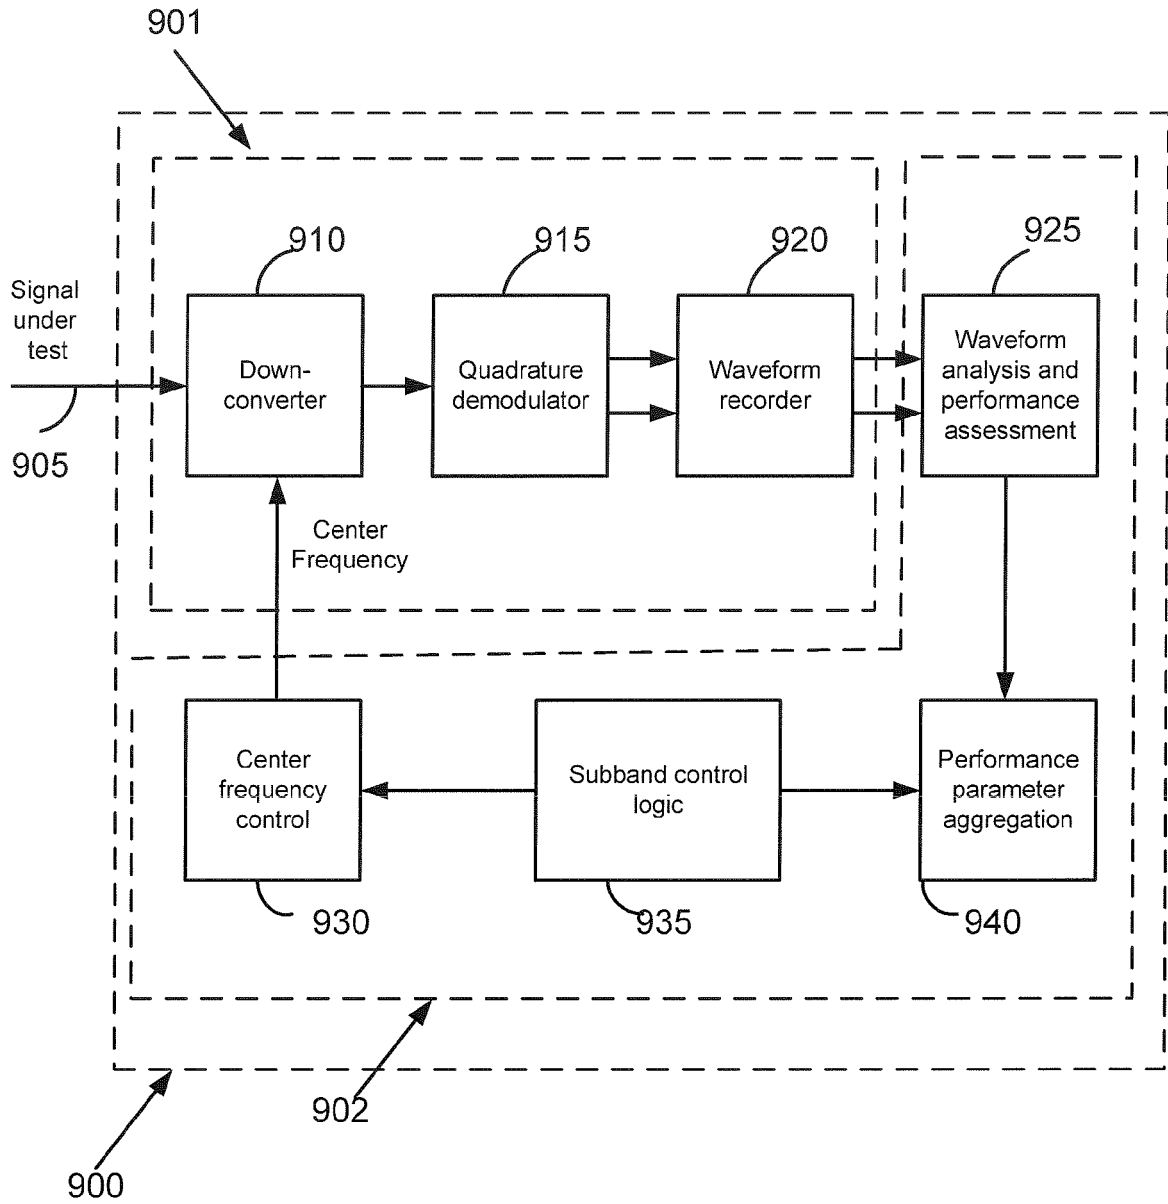 901
910
915
920
925
Signal
under
test
905
Down-
converter
Quadrature
demodulator
Waveform
recorder
Waveform
analysis and
performance
assessment
Center
Frequency
Center
frequency
control
Subband control
logic
Performance
parameter
aggregation
930
935
940
902
900